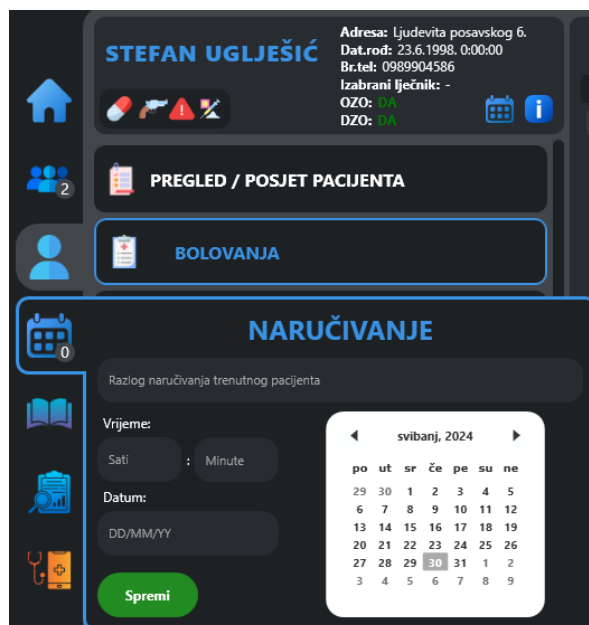 STEFAN UGLJEŠIĆ
Adresa: Ljudevita posavskog 6.
Dat.rođ: 23.6.1998. 0:00:00
Br.tel: 0989904586
Izabrani lječnik: -
OZO: DA
DZO: DA
i
2
PREGLED / POSJET PACIJENTA
BOLOVANJA
0
NARUČIVANJE
Razlog naručivanja trenutnog pacijenta
Vrijeme:
Sati : Minute
Datum:
DD/MM/YY
Spremi
svibanj, 2024
po ut sr če pe su ne
29 30 1 2 3 4 5
6 7 8 9 10 11 12
13 14 15 16 17 18 19
20 21 22 23 24 25 26
27 28 29 30 31 1 2
3 4 5 6 7 8 9